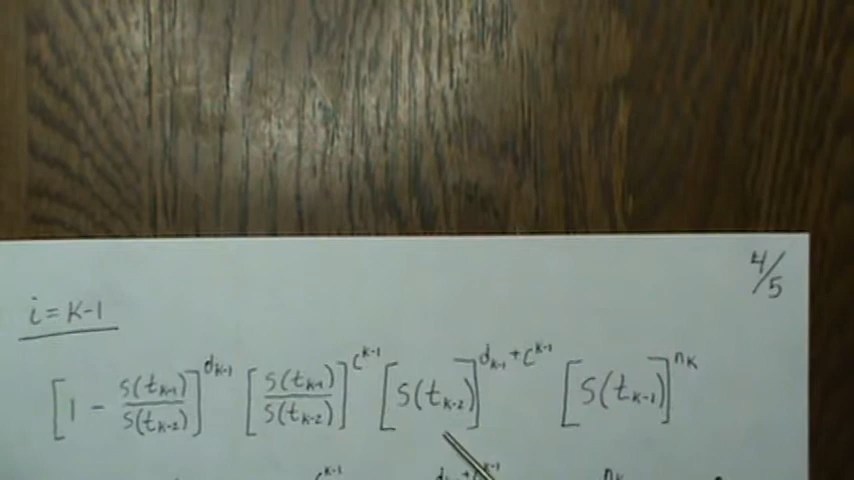 4/5
i = K-1
[1 - S(t_{K-1})/S(t_{K-2})]^{d_{K-1}} [S(t_{K-1})/S(t_{K-2})]^{C^{K-1}} [S(t_{K-2})]^{d_{K-1}+C^{K-1}} [S(t_{K-1})]^{n_K}